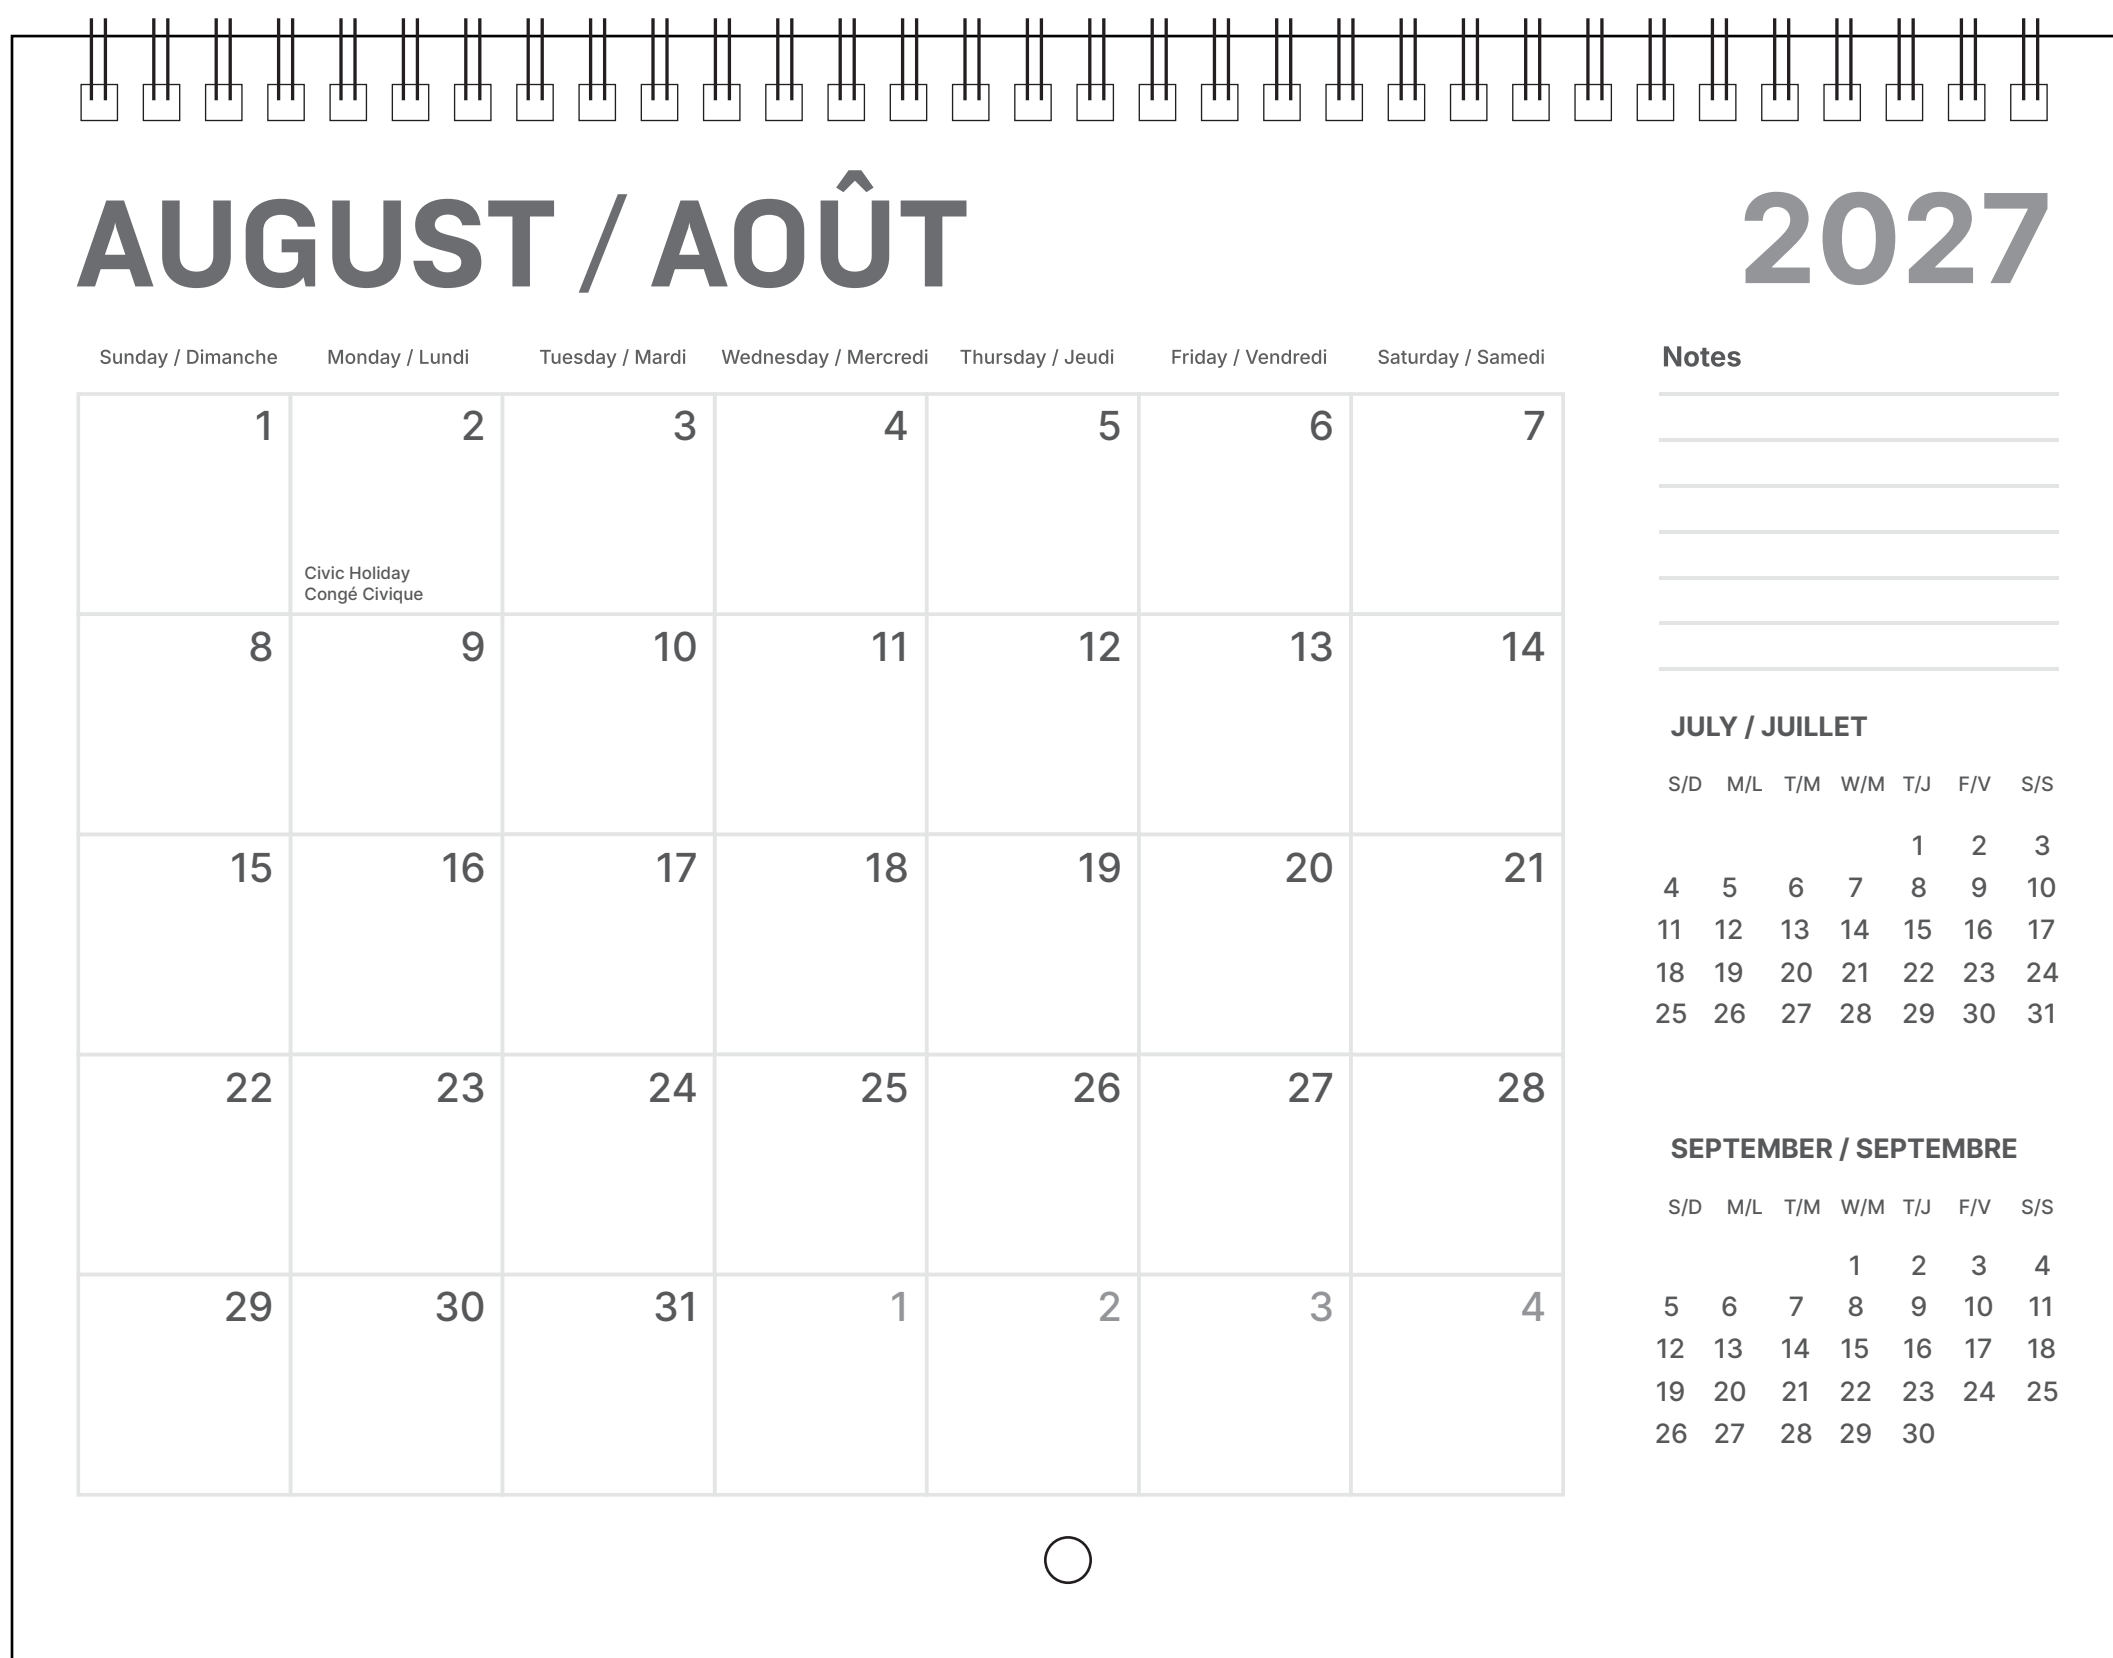 AUGUST / AOÛT 2027
Sunday / Dimanche Monday / Lundi Tuesday / Mardi Wednesday / Mercredi Thursday / Jeudi Friday / Vendredi Saturday / Samedi
1 2 3 4 5 6 7
Civic Holiday
Congé Civique
8 9 10 11 12 13 14
15 16 17 18 19 20 21
22 23 24 25 26 27 28
29 30 31 1 2 3 4
Notes
JULY / JUILLET
S/D M/L T/M W/M T/J F/V S/S
1 2 3
4 5 6 7 8 9 10
11 12 13 14 15 16 17
18 19 20 21 22 23 24
25 26 27 28 29 30 31
SEPTEMBER / SEPTEMBRE
S/D M/L T/M W/M T/J F/V S/S
1 2 3 4
5 6 7 8 9 10 11
12 13 14 15 16 17 18
19 20 21 22 23 24 25
26 27 28 29 30